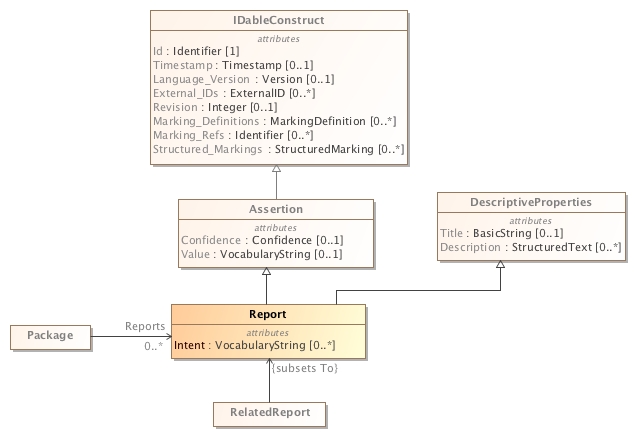 IDableConstruct
attributes
Id : Identifier [1]
Timestamp : Timestamp [0..1]
Language_Version : Version [0..1]
External_IDs : ExternalID [0..*]
Revision : Integer [0..1]
Marking_Definitions : MarkingDefinition [0..*]
Marking_Refs : Identifier [0..*]
Structured_Markings : StructuredMarking [0..*]
Assertion
attributes
Confidence : Confidence [0..1]
Value : VocabularyString [0..1]
DescriptiveProperties
attributes
Title : BasicString [0..1]
Description : StructuredText [0..*]
Report
attributes
Intent : VocabularyString [0..*]
Package
Reports
0..*
{subsets To}
RelatedReport